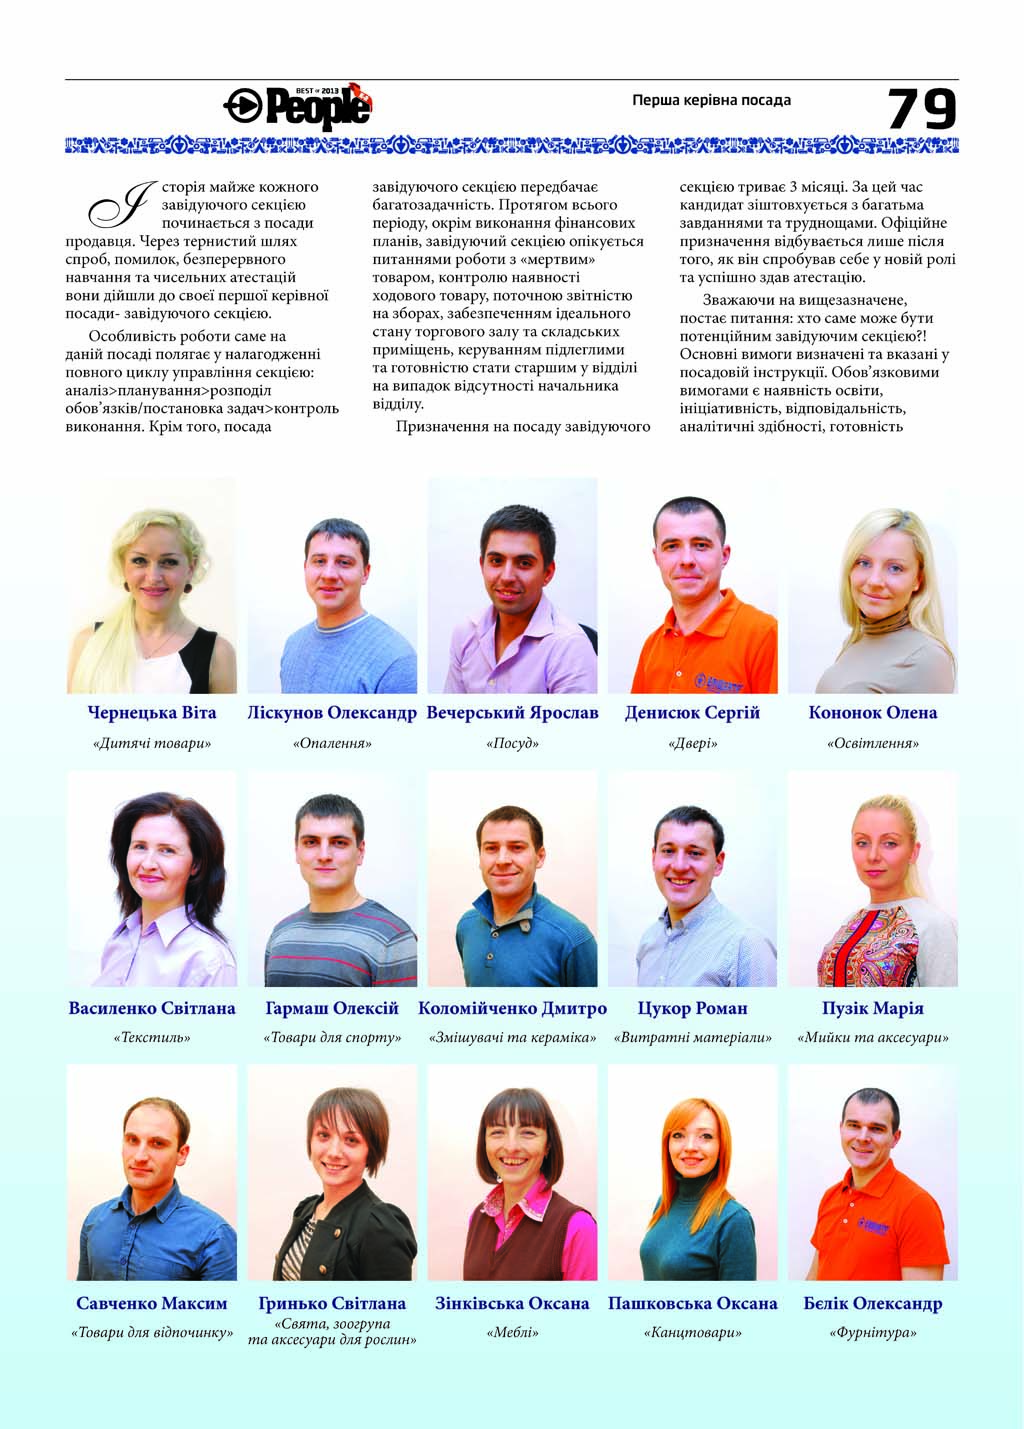 BEST of 2013
People
Перша керівна посада
79
Історія майже кожного
завідуючого секцією
починається з посади
продавця. Через тернистий шлях
спроб, помилок, безперервного
навчання та чисельних атестацій
вони дійшли до своєї першої керівної
посади- завідуючого секцією.
Особливість роботи саме на
даній посаді полягає у налагодженні
повного циклу управління секцією:
аналіз>планування>розподіл
обов’язків/постановка задач>контроль
виконання. Крім того, посада
завідуючого секцією передбачає
багатозадачність. Протягом всього
періоду, окрім виконання фінансових
планів, завідуючий секцією опікується
питаннями роботи з «мертвим»
товаром, контролю наявності
ходового товару, поточною звітністю
на зборах, забезпеченням ідеального
стану торгового залу та складських
приміщень, керуванням підлеглими
та готовністю стати старшим у відділі
на випадок відсутності начальника
відділу.
Призначення на посаду завідуючого
секцією триває 3 місяці. За цей час
кандидат зіштовхується з багатьма
завданнями та труднощами. Офіційне
призначення відбувається лише після
того, як він спробував себе у новій ролі
та успішно здав атестацію.
Зважаючи на вищезазначене,
постає питання: хто саме може бути
потенційним завідуючим секцією?!
Основні вимоги визначені та вказані у
посадовій інструкції. Обов’язковими
вимогами є наявність освіти,
ініціативність, відповідальність,
аналітичні здібності, готовність
Чернецька Віта
«Дитячі товари»
Ліскунов Олександр
«Опалення»
Вечерський Ярослав
«Посуд»
Денисюк Сергій
«Двері»
Кононок Олена
«Освітлення»
Василенко Світлана
«Текстиль»
Гармаш Олексій
«Товари для спорту»
Коломійченко Дмитро
«Змішувачі та кераміка»
Цукор Роман
«Витратні матеріали»
Пузік Марія
«Мийки та аксесуари»
Савченко Максим
«Товари для відпочинку»
Гринько Світлана
«Свята, зоогрупа
та аксесуари для рослин»
Зінківська Оксана
«Меблі»
Пашковська Оксана
«Канцтовари»
Бєлік Олександр
«Фурнітура»